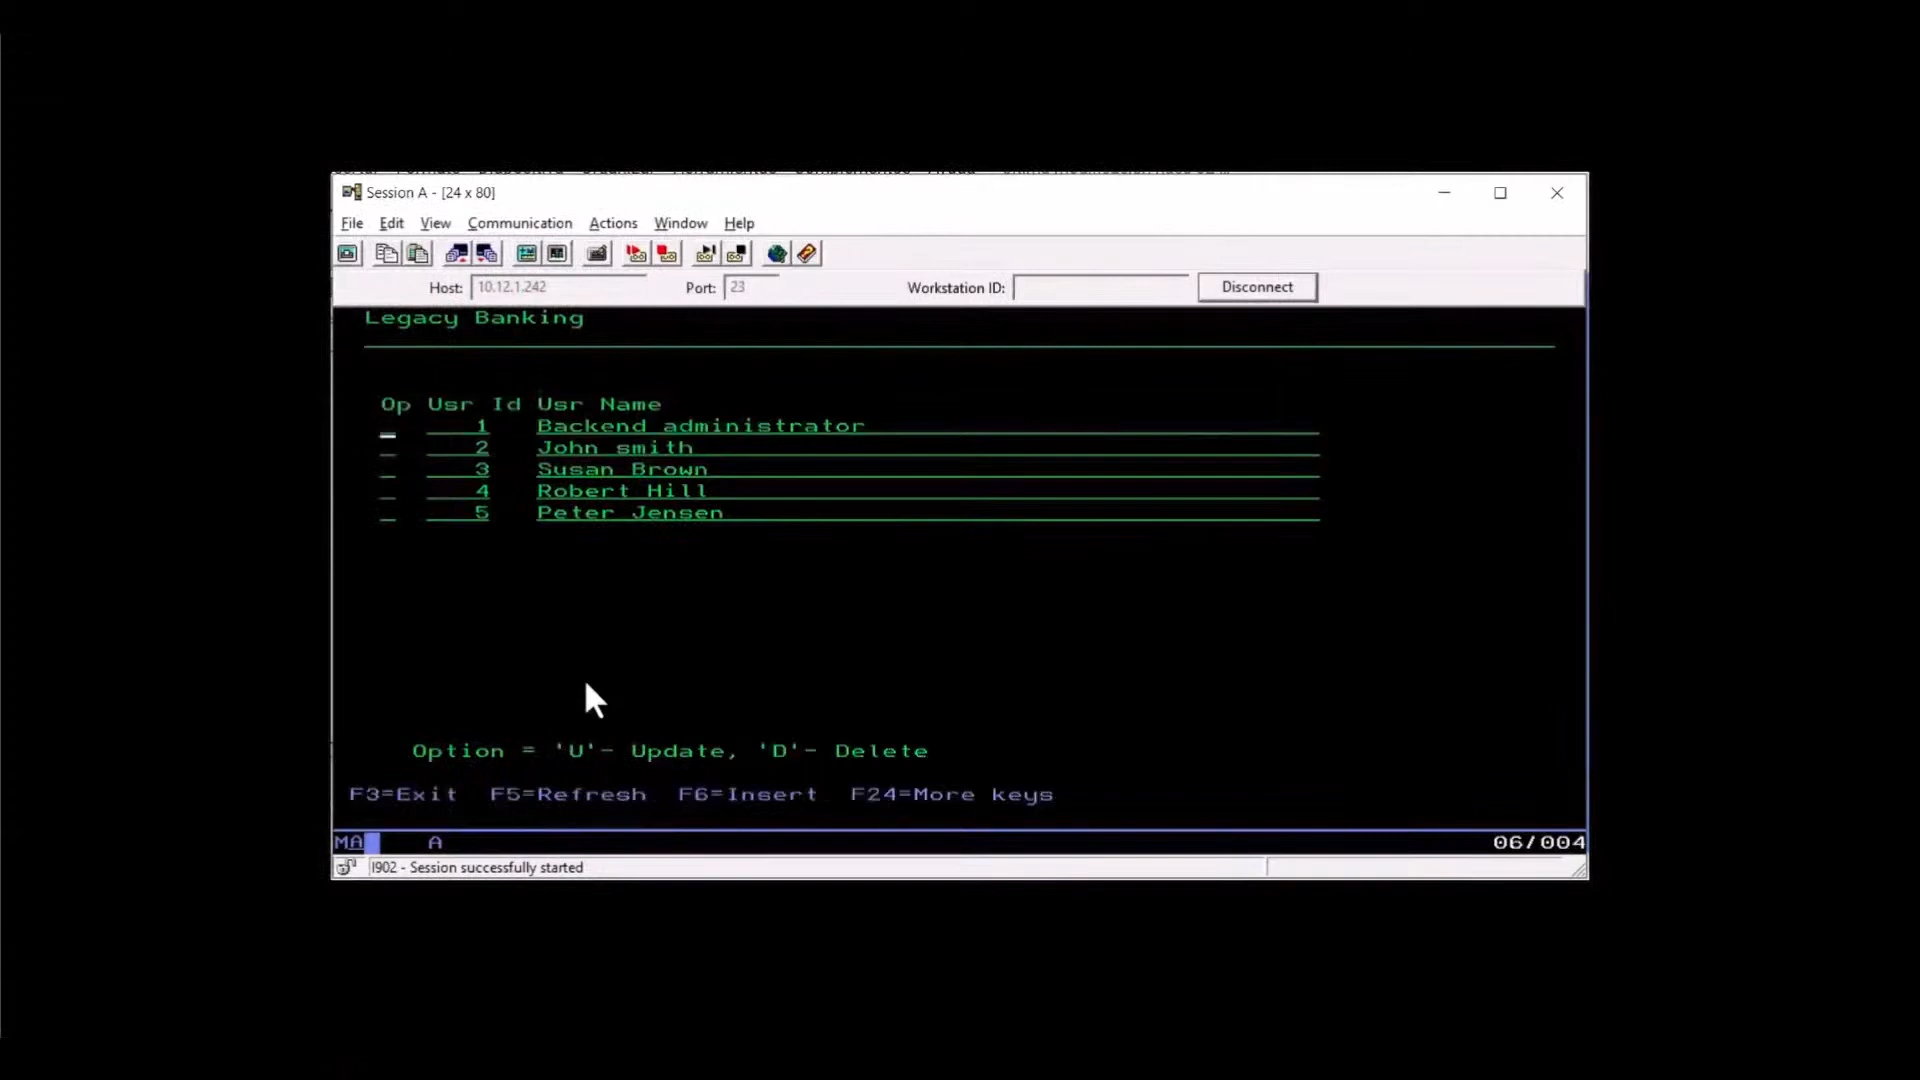 Session A - [24 x 80]
File Edit View Communication Actions Window Help
Host: 10.12.1.242 Port: 23 Workstation ID: Disconnect
Legacy Banking
Op Usr Id Usr Name
1 Backend administrator
2 John smith
3 Susan Brown
4 Robert Hill
5 Peter Jensen
Option = 'U'- Update, 'D'- Delete
F3=Exit F5=Refresh F6=Insert F24=More keys
MA A 06/004
I902 - Session successfully started